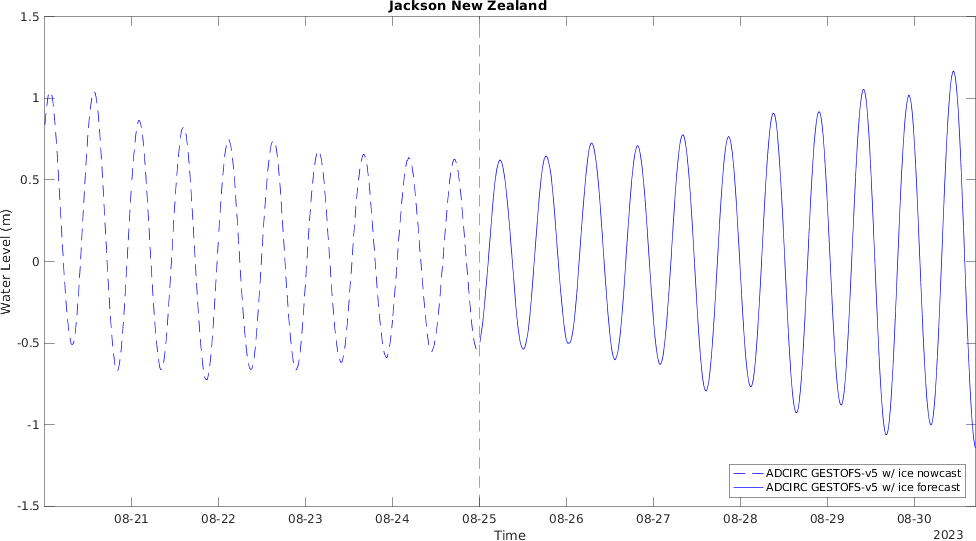 Jackson New Zealand
1.5
1
0.5
0
-0.5
-1
-1.5
Water Level (m)
08-21 08-22 08-23 08-24 08-25 08-26 08-27 08-28 08-29 08-30
Time
2023
ADCIRC GESTOFS-v5 w/ ice nowcast
ADCIRC GESTOFS-v5 w/ ice forecast